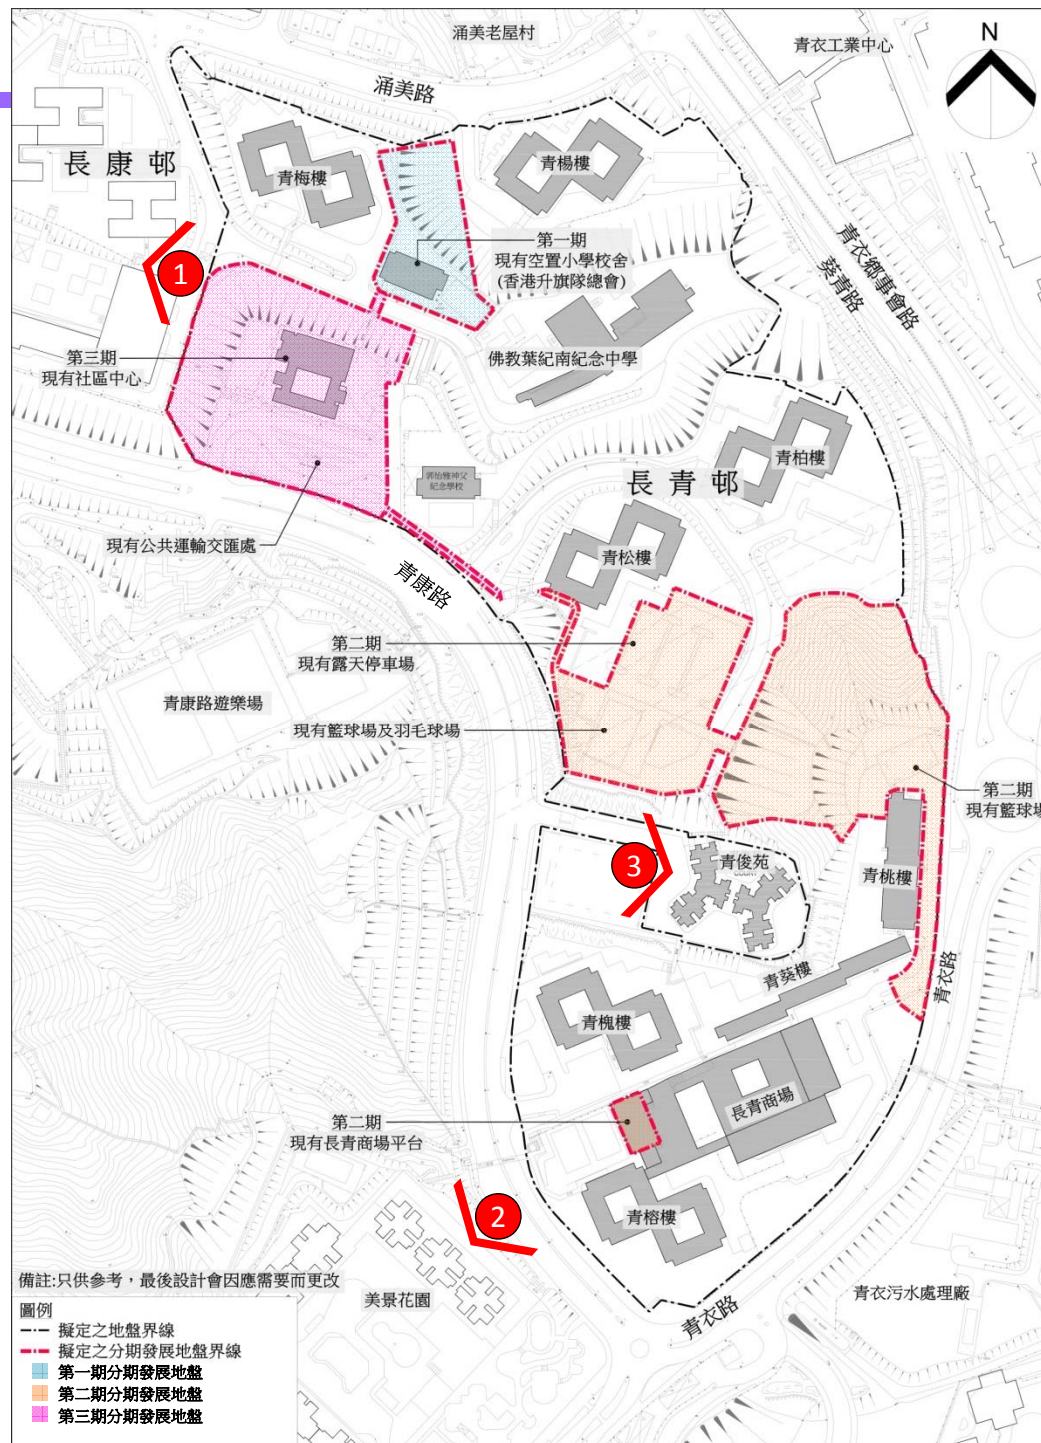 涌美老屋村
青衣工業中心
N
涌美路
長康邨
青梅樓
青楊樓
第一期
現有空置小學校舍
(香港升旗隊總會)
青衣鄉事會路
葵青路
1
第三期
現有社區中心
佛教葉紀南紀念中學
青柏樓
長青邨
郭怡雅神父
紀念學校
現有公共運輸交匯處
青松樓
青康路
第二期
現有露天停車場
青康路遊樂場
現有籃球場及羽毛球場
第二期
現有籃球場
3
青俊苑
青桃樓
青葵樓
青衣路
青槐樓
長青商場
第二期
現有長青商場平台
2
青榕樓
備註:只供參考，最後設計會因應需要而更改
美景花園
青衣污水處理廠
青衣路
圖例
擬定之地盤界線
擬定之分期發展地盤界線
第一期分期發展地盤
第二期分期發展地盤
第三期分期發展地盤